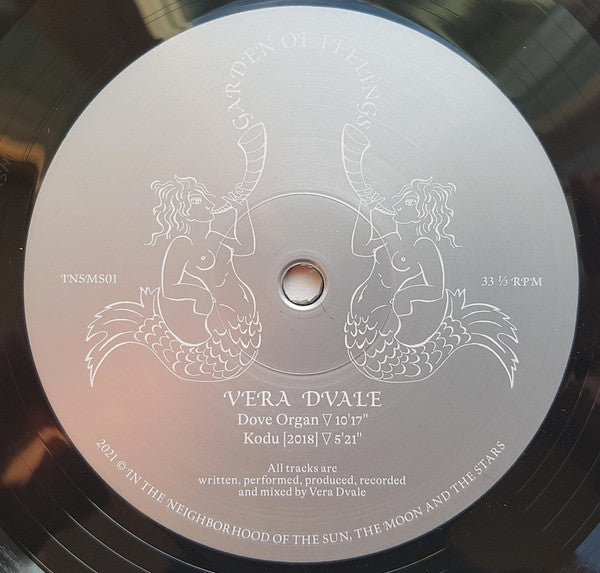 GARDEN OF FEELINGS
INSMS01
33 ⅓ RPM
VERA DVALE
Dove Organ ▽ 10'17"
Kodu [2018] ▽ 5'21"
All tracks are
written, performed, produced, recorded
and mixed by Vera Dvale
2021 © IN THE NEIGHBORHOOD OF THE SUN, THE MOON AND THE STARS